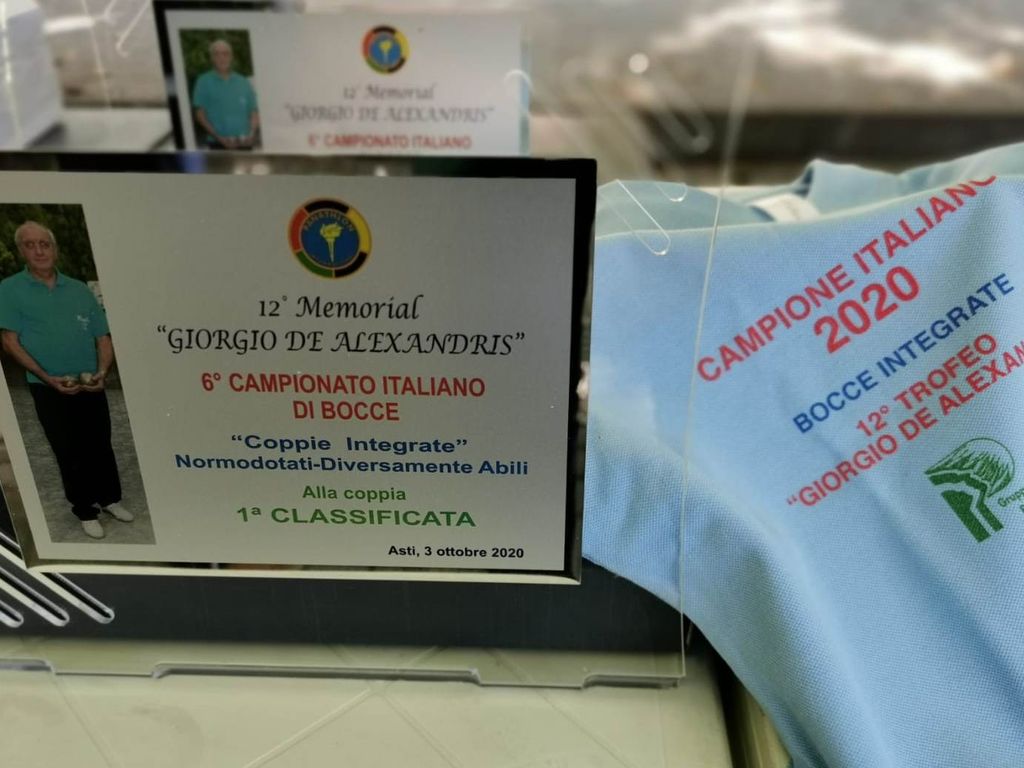 12° Memorial
"GIORGIO DE ALEXANDRIS"
6° CAMPIONATO ITALIANO
PANATHLON
12° Memorial
"GIORGIO DE ALEXANDRIS"
6° CAMPIONATO ITALIANO
DI BOCCE
"Coppie Integrate"
Normodotati-Diversamente Abili
Alla coppia
1ª CLASSIFICATA
Asti, 3 ottobre 2020
CAMPIONE ITALIANO
2020
BOCCE INTEGRATE
12° TROFEO
"GIORGIO DE ALEXAN